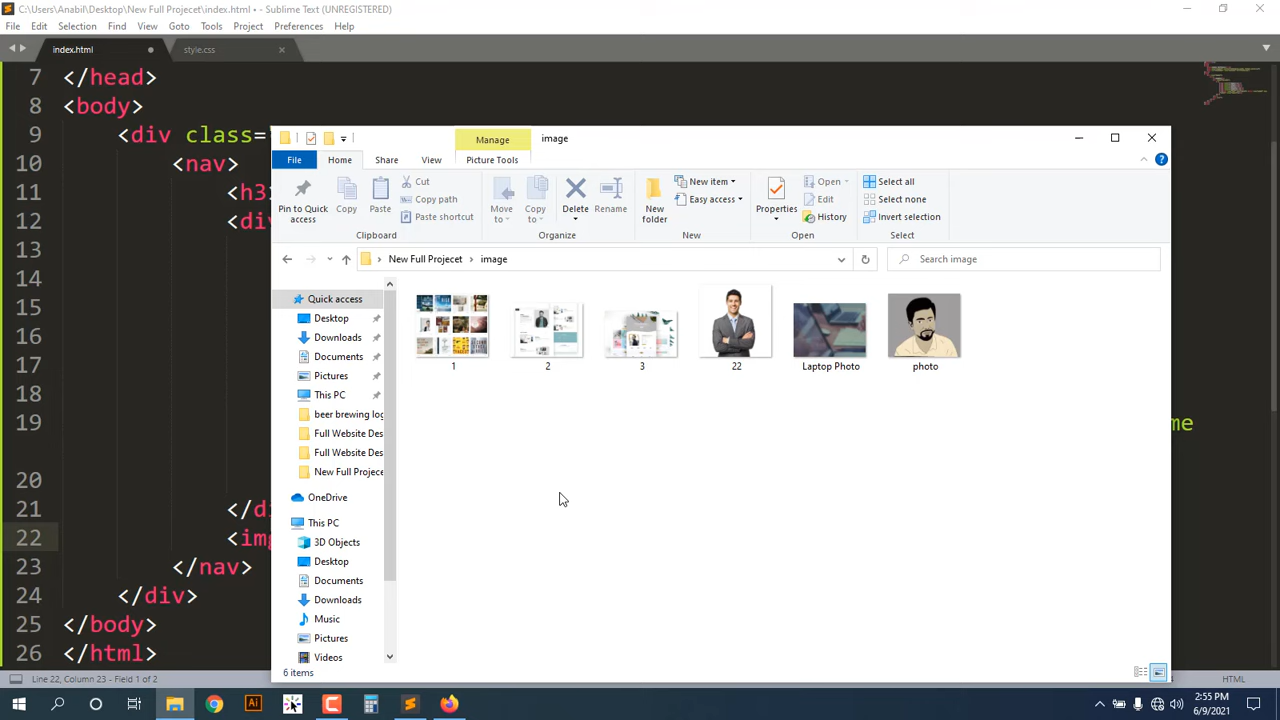 C:\Users\Anabil\Desktop\New Full Projecet\index.html • - Sublime Text (UNREGISTERED)
File Edit Selection Find View Goto Tools Project Preferences Help
index.html
style.css
7 </head>
8 <body>
9 <div class=
10 <nav>
11 <h3
12 <div
13
14
15
16
17
18
19 me
20
21 </di
22 <img
23 </nav>
24 </div>
25 </body>
26 </html>
Manage
image
File Home Share View Picture Tools
Pin to Quick access
Copy
Paste
Cut
Copy path
Paste shortcut
Clipboard
Move to
Copy to
Delete
Rename
Organize
New folder
New item
Easy access
New
Properties
Open
Edit
History
Open
Select all
Select none
Invert selection
Select
New Full Projecet > image
Search image
Quick access
Desktop
Downloads
Documents
Pictures
This PC
beer brewing log
Full Website Des
Full Website Des
New Full Projece
OneDrive
This PC
3D Objects
Desktop
Documents
Downloads
Music
Pictures
Videos
1
2
3
22
Laptop Photo
photo
6 items
Line 22, Column 23 - Field 1 of 2
HTML
Ai
2:55 PM
6/9/2021